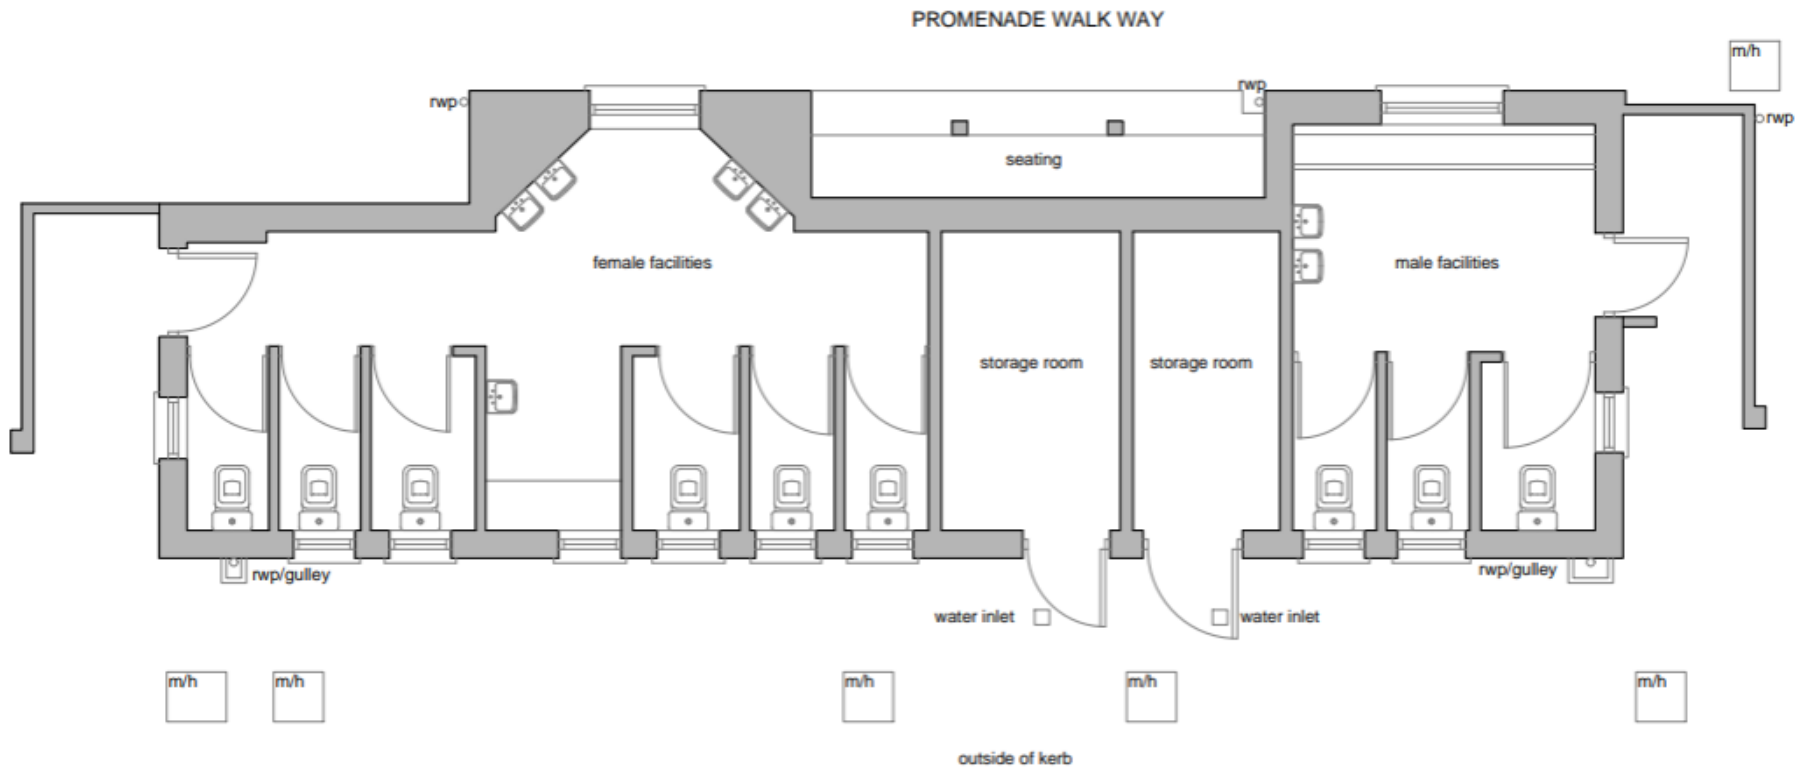 PROMENADE WALK WAY
m/h
rwp
rwp
rwp
seating
female facilities
male facilities
storage room
storage room
rwp/gulley
rwp/gulley
water inlet
water inlet
m/h
m/h
m/h
m/h
m/h
outside of kerb